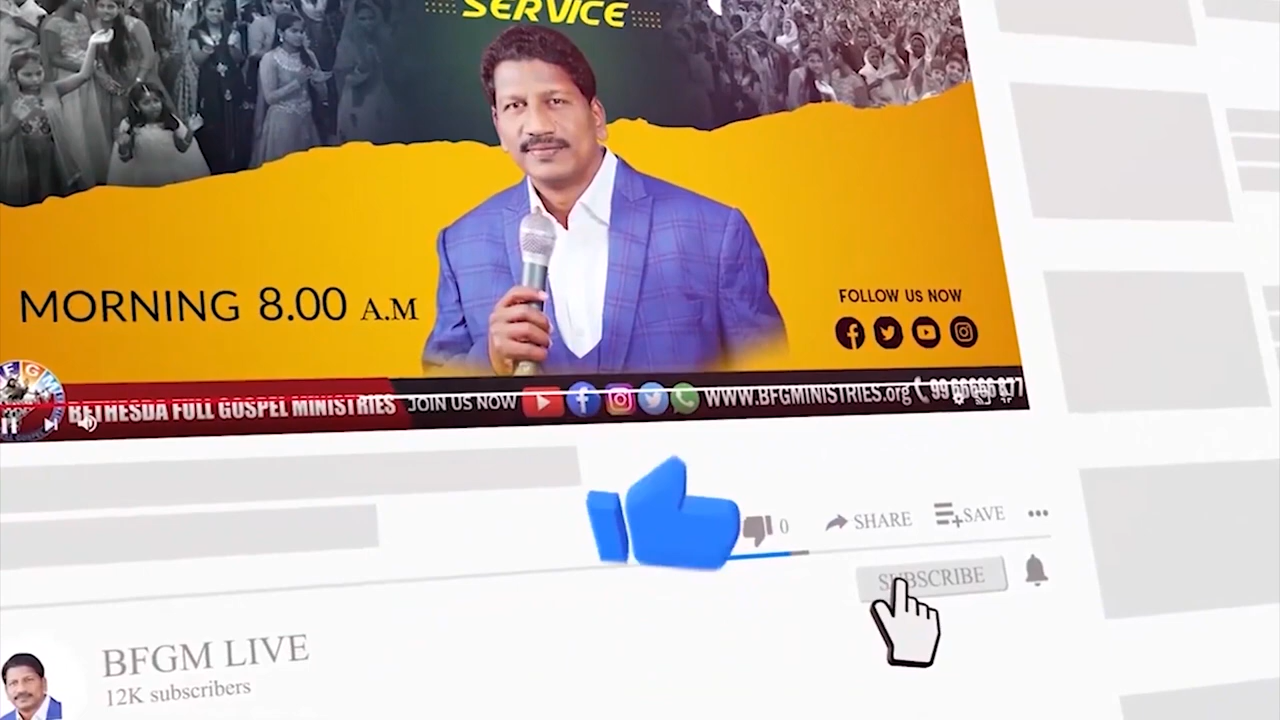 SERVICE
MORNING 8.00 A.M
FOLLOW US NOW
BETHESDA FULL GOSPEL MINISTRIES JOIN US NOW WWW.BFGMINISTRIES.org
0 SHARE SAVE
SUBSCRIBE
BFGM LIVE
12K subscribers